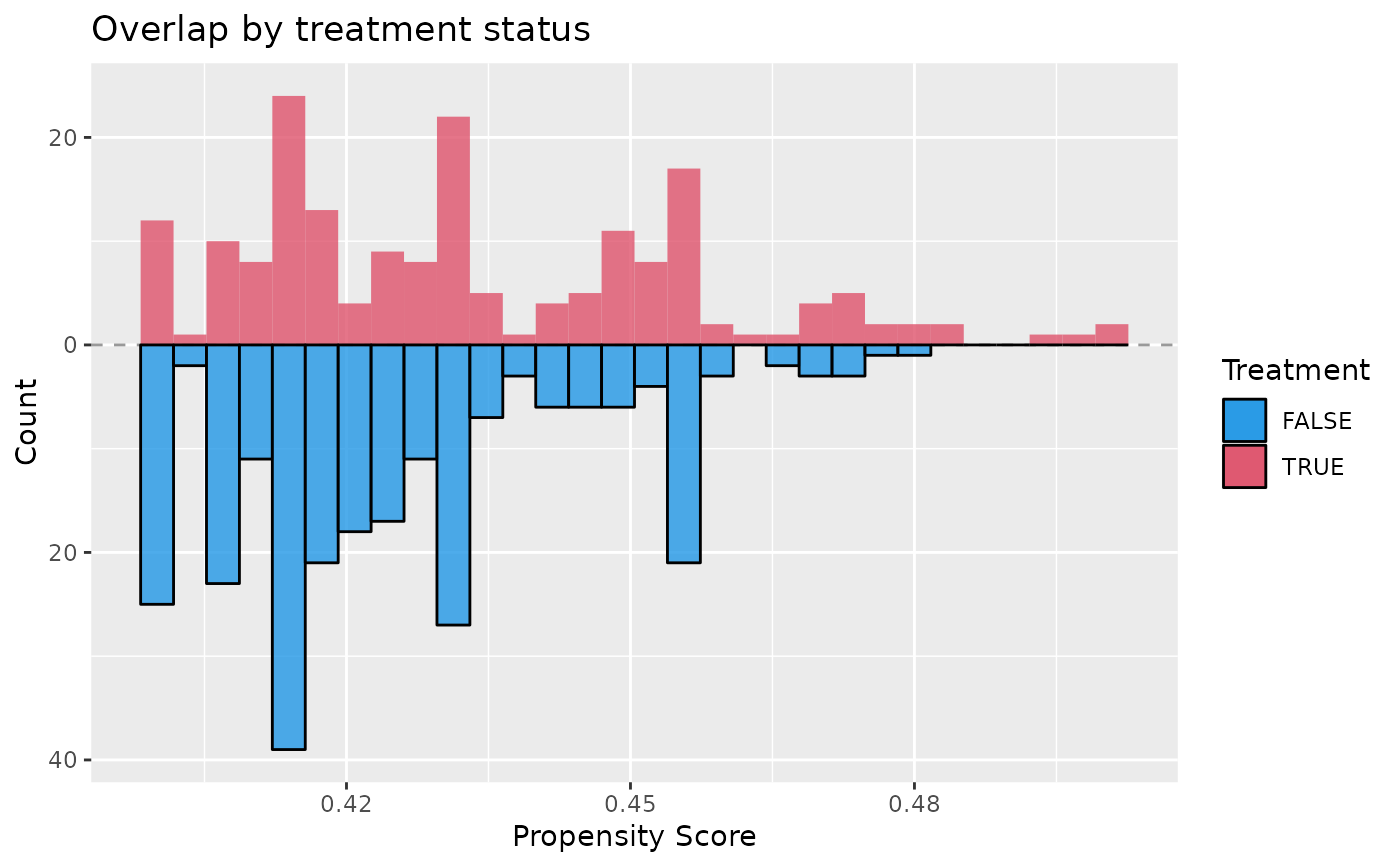 Overlap by treatment status
20
0
20
40
Count
0.42
0.45
0.48
Propensity Score
Treatment
FALSE
TRUE